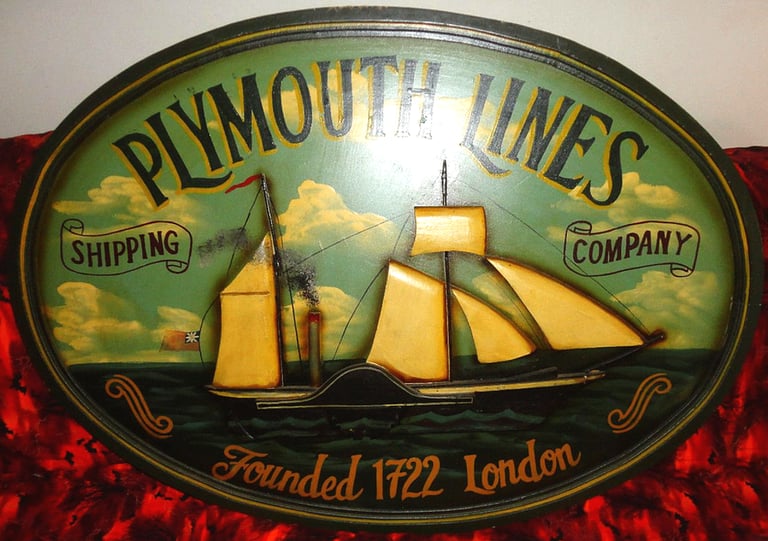 PLYMOUTH LINES
SHIPPING
COMPANY
Founded 1722 London